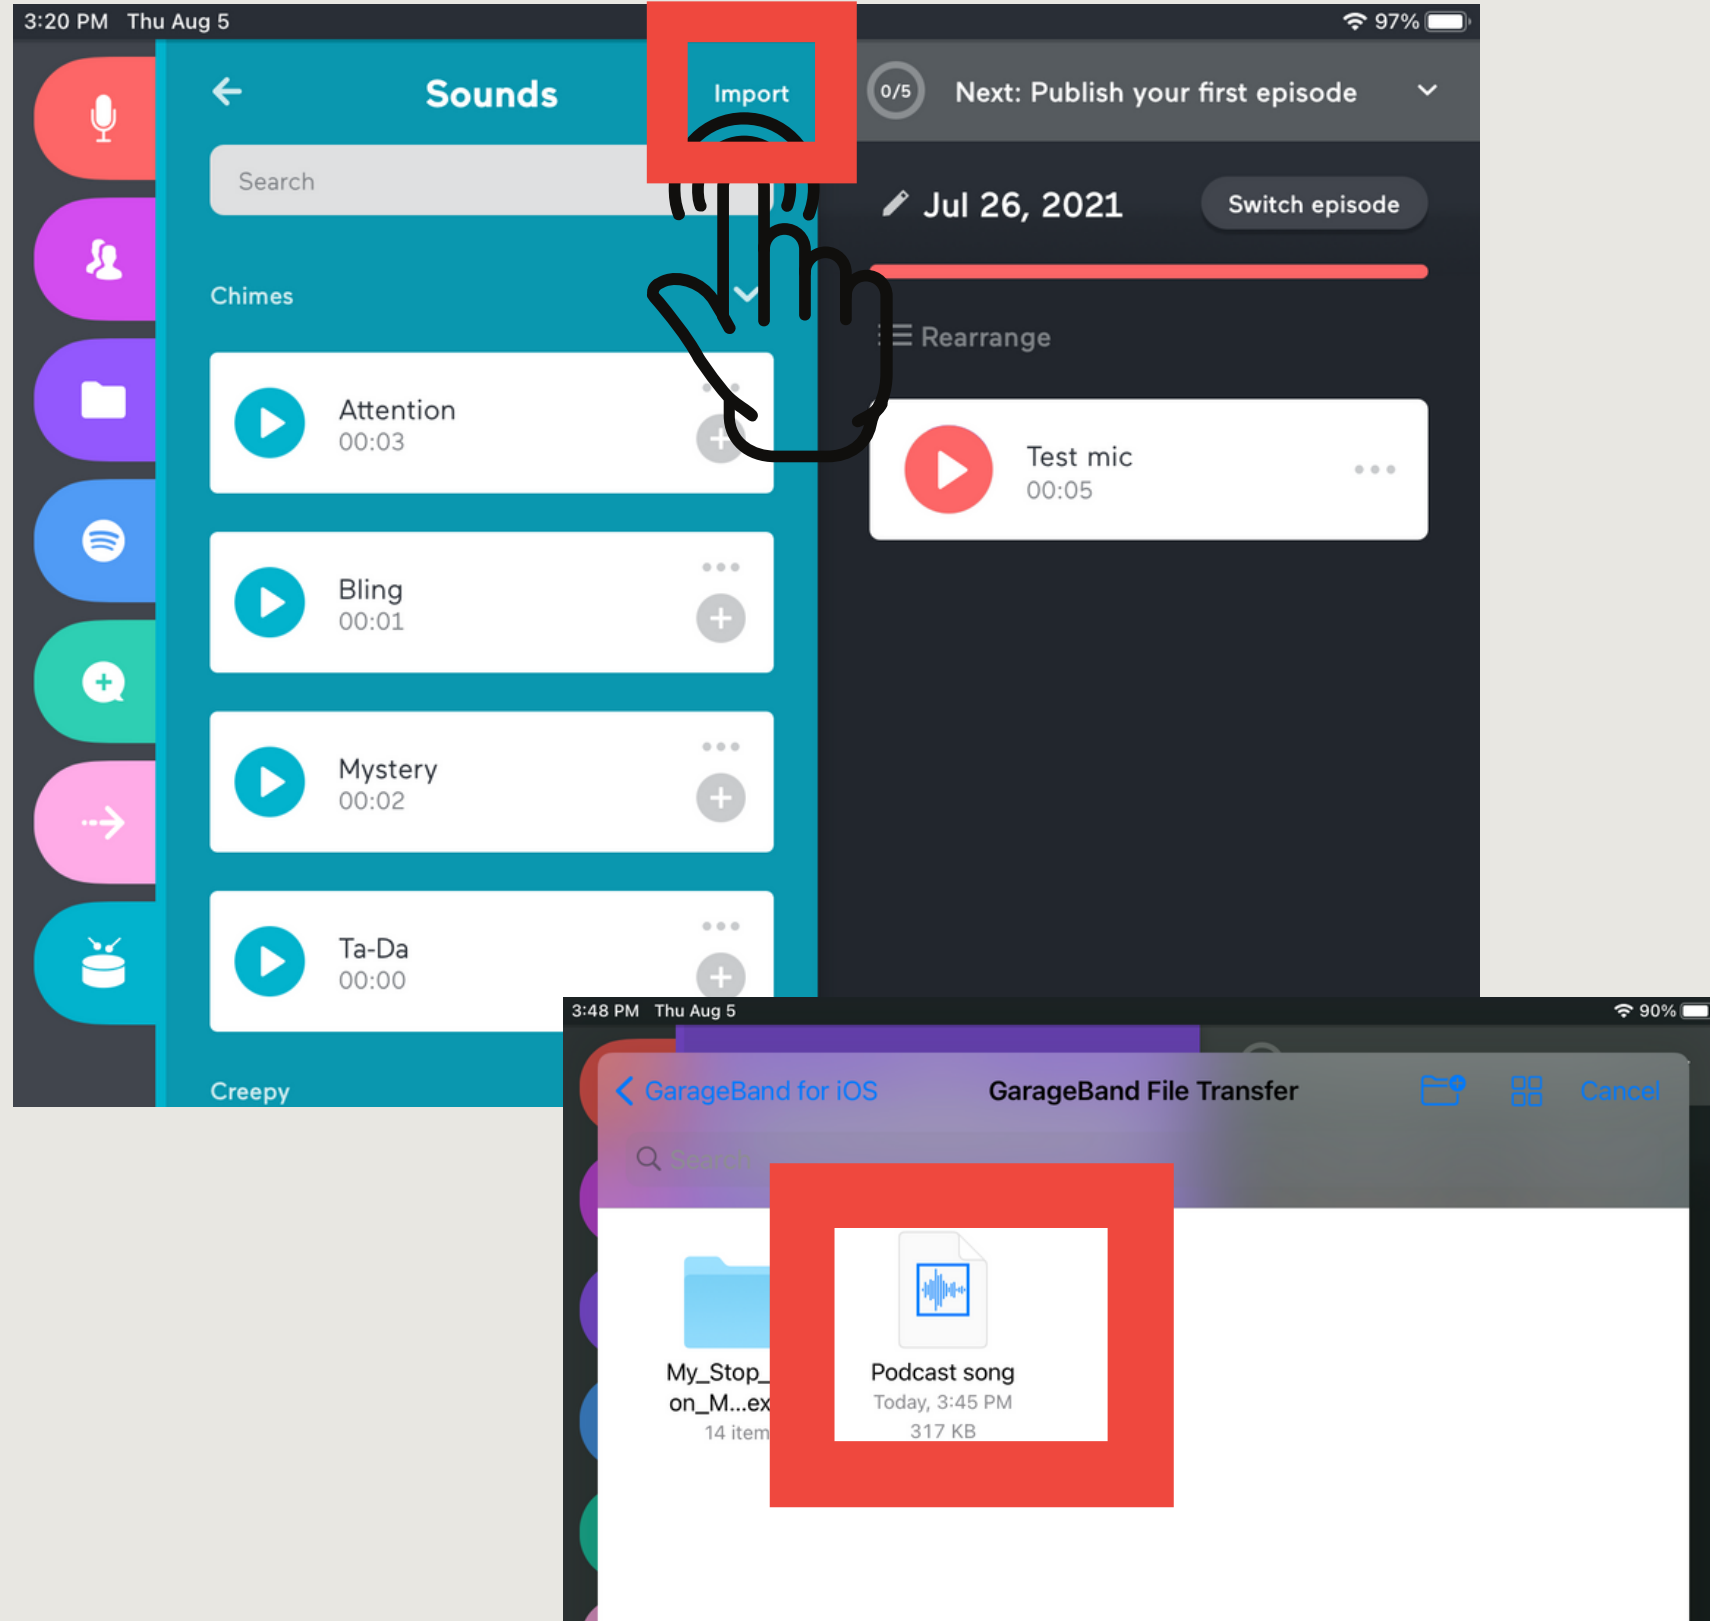 3:20 PM Thu Aug 5
97%
Sounds
Import
Search
Chimes
Attention
00:03
Bling
00:01
Mystery
00:02
Ta-Da
00:00
Creepy
0/5
Next: Publish your first episode
Jul 26, 2021
Switch episode
Rearrange
Test mic
00:05
3:48 PM Thu Aug 5
90%
GarageBand for iOS
GarageBand File Transfer
Cancel
Search
My_Stop_
on_M...ex
14 item
Podcast song
Today, 3:45 PM
317 KB